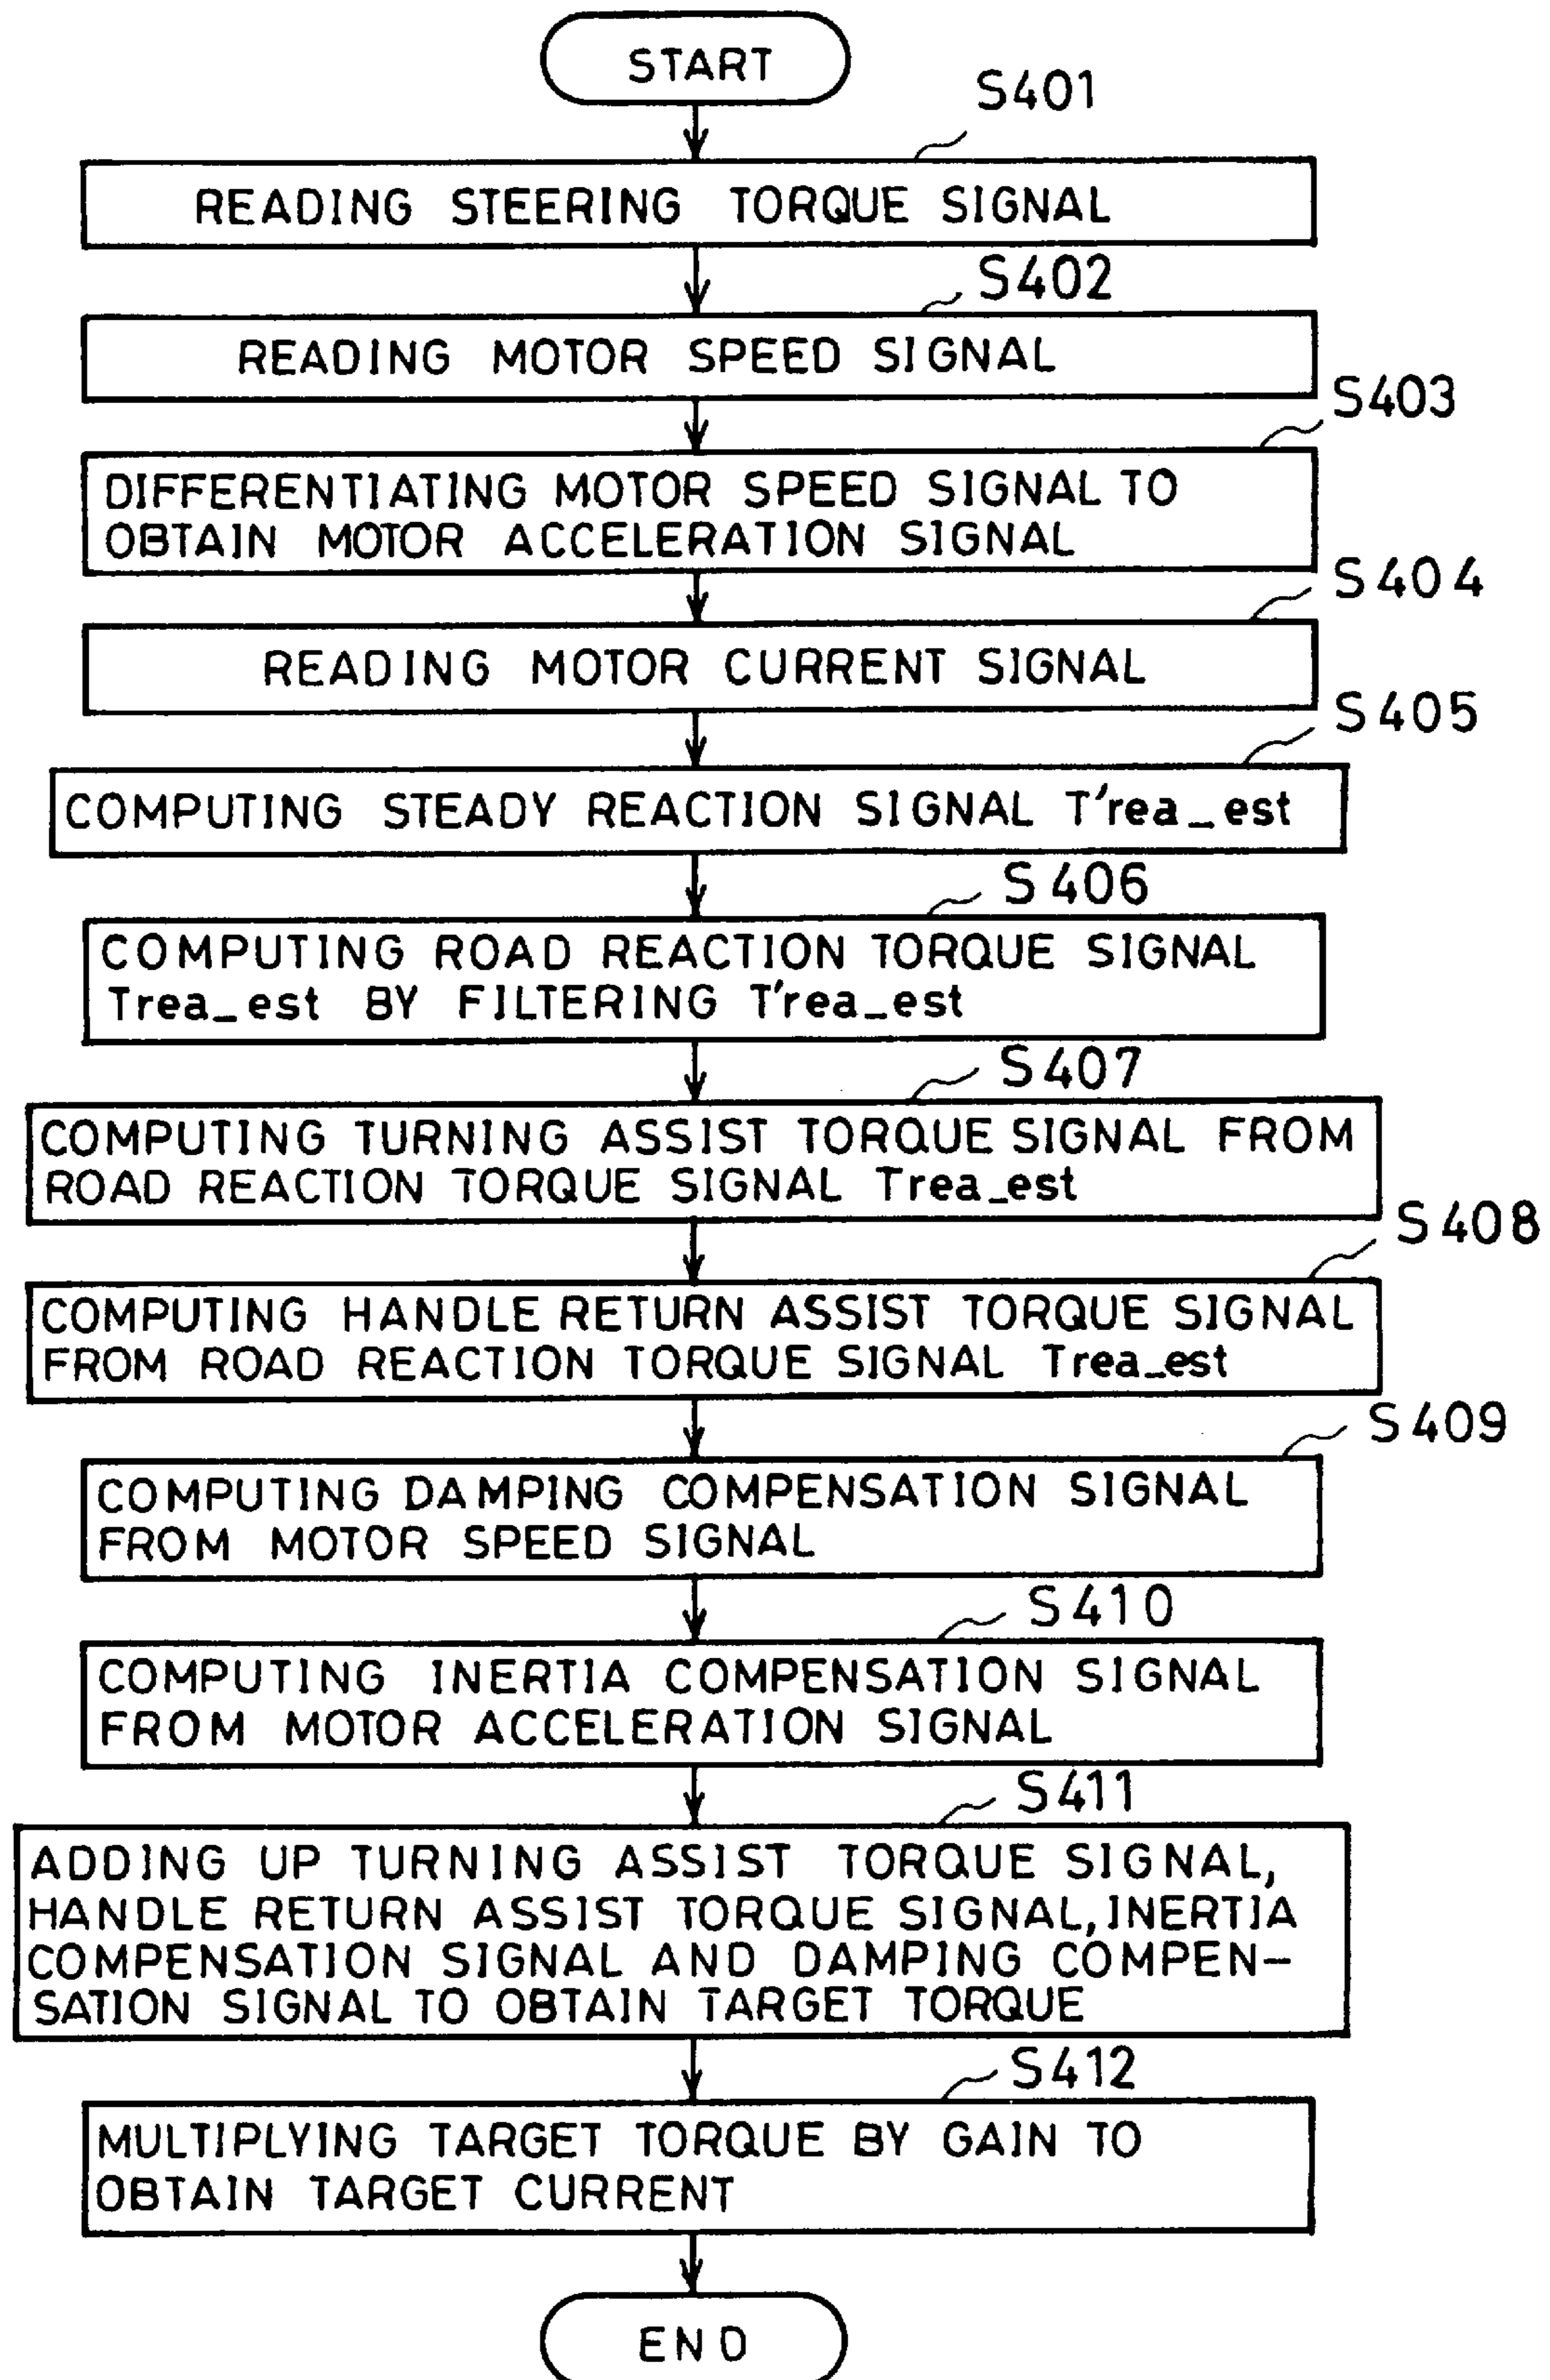 START
S401
READING STEERING TORQUE SIGNAL
S402
READING MOTOR SPEED SIGNAL
S403
DIFFERENTIATING MOTOR SPEED SIGNAL TO
OBTAIN MOTOR ACCELERATION SIGNAL
S404
READING MOTOR CURRENT SIGNAL
S405
COMPUTING STEADY REACTION SIGNAL T'rea_est
S406
COMPUTING ROAD REACTION TORQUE SIGNAL
Trea_est BY FILTERING T'rea_est
S407
COMPUTING TURNING ASSIST TORQUE SIGNAL FROM
ROAD REACTION TORQUE SIGNAL Trea_est
S408
COMPUTING HANDLE RETURN ASSIST TORQUE SIGNAL
FROM ROAD REACTION TORQUE SIGNAL Trea_est
S409
COMPUTING DAMPING COMPENSATION SIGNAL
FROM MOTOR SPEED SIGNAL
S410
COMPUTING INERTIA COMPENSATION SIGNAL
FROM MOTOR ACCELERATION SIGNAL
S411
ADDING UP TURNING ASSIST TORQUE SIGNAL,
HANDLE RETURN ASSIST TORQUE SIGNAL, INERTIA
COMPENSATION SIGNAL AND DAMPING COMPEN-
SATION SIGNAL TO OBTAIN TARGET TORQUE
S412
MULTIPLYING TARGET TORQUE BY GAIN TO
OBTAIN TARGET CURRENT
END